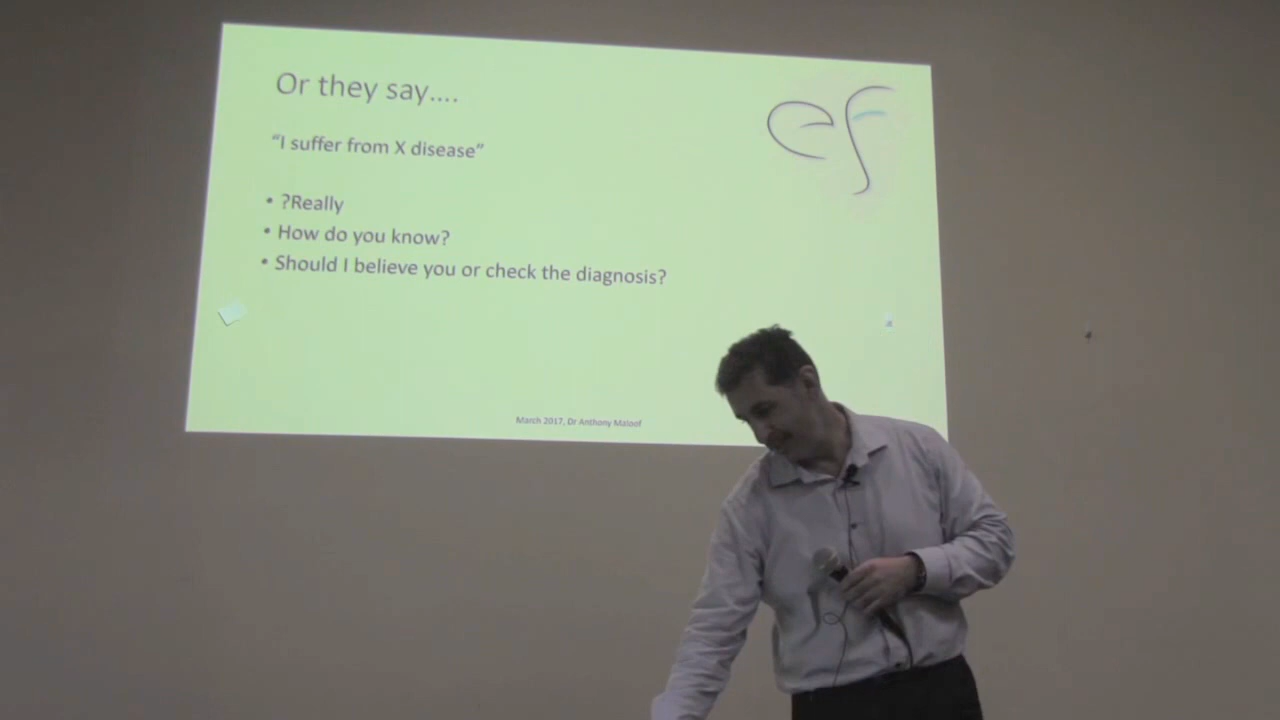 Or they say....
ef
“I suffer from X disease”
• ?Really
• How do you know?
• Should I believe you or check the diagnosis?
March 2017, Dr Anthony Maloof